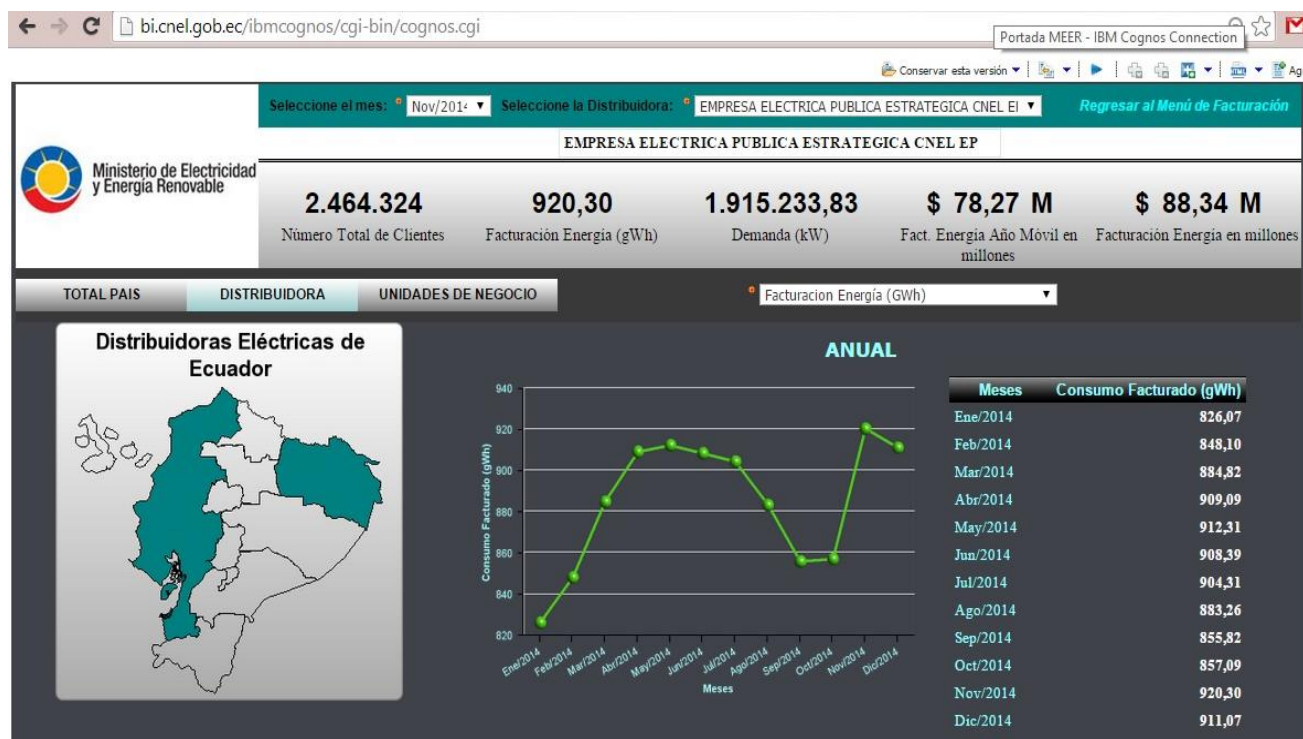 bi.cnel.gob.ec/ibmcognos/cgi-bin/cognos.cgi
Portada MEER - IBM Cognos Connection
Conservar esta versión
Ag
Seleccione el mes: Nov/2014 Seleccione la Distribuidora: EMPRESA ELECTRICA PUBLICA ESTRATEGICA CNEL EI Regresar al Menú de Facturación
EMPRESA ELECTRICA PUBLICA ESTRATEGICA CNEL EP
Ministerio de Electricidad
y Energía Renovable
2.464.324 920,30 1.915.233,83 $ 78,27 M $ 88,34 M
Número Total de Clientes Facturación Energía (gWh) Demanda (kW) Fact. Energía Año Móvil en Facturación Energía en millones
millones
TOTAL PAIS DISTRIBUIDORA UNIDADES DE NEGOCIO Facturacion Energía (GWh)
Distribuidoras Eléctricas de
Ecuador
ANUAL
Consumo Facturado (gWh)
940
920
900
880
860
840
820
Ene/2014 Feb/2014 Mar/2014 Abr/2014 May/2014 Jun/2014 Jul/2014 Ago/2014 Sep/2014 Oct/2014 Nov/2014 Dic/2014
Meses
Meses Consumo Facturado (gWh)
Ene/2014 826,07
Feb/2014 848,10
Mar/2014 884,82
Abr/2014 909,09
May/2014 912,31
Jun/2014 908,39
Jul/2014 904,31
Ago/2014 883,26
Sep/2014 855,82
Oct/2014 857,09
Nov/2014 920,30
Dic/2014 911,07